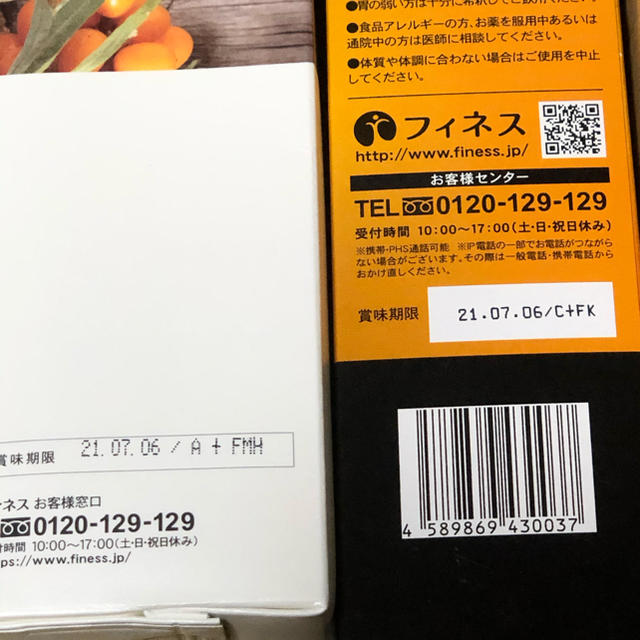 ●胃の弱い方は十分に希釈してご飲用ください。
●食品アレルギーの方、お薬を服用中あるいは
通院中の方は医師に相談してください。
●体質や体調に合わない場合はご使用を中止
してください。
フィネス
http://www.finess.jp/
お客様センター
TEL 0120-129-129
受付時間 10:00〜17:00(土・日・祝日休み)
※携帯・PHS通話可能 ※IP電話の一部でお電話がつながら
ない場合がございます。その際は一般電話・携帯電話から
おかけ直しください。
賞味期限 21.07.06/C+FK
4 589869 430037
賞味期限 21.07.06 / A + FMH
ィネス お客様窓口
0120-129-129
付時間 10:00〜17:00(土・日・祝日休み)
ps://www.finess.jp/